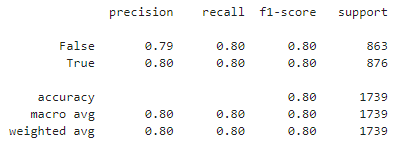 precision recall f1-score support
False 0.79 0.80 0.80 863
True 0.80 0.80 0.80 876
accuracy 0.80 1739
macro avg 0.80 0.80 0.80 1739
weighted avg 0.80 0.80 0.80 1739